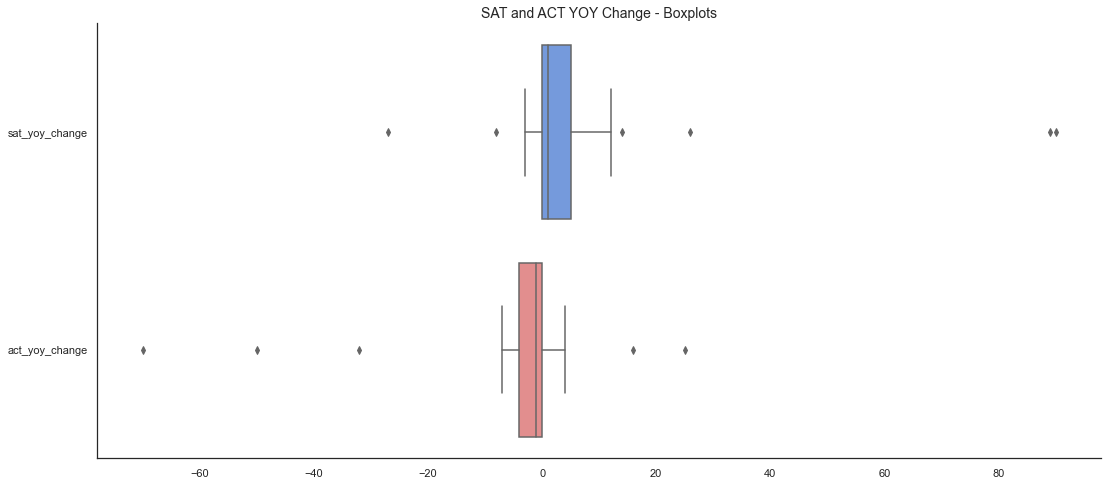 SAT and ACT YOY Change - Boxplots
sat_yoy_change
act_yoy_change
−60 −40 −20 0 20 40 60 80